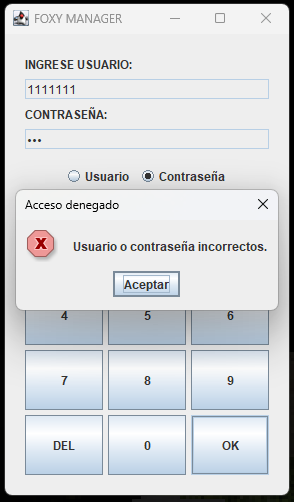 FOXY MANAGER
INGRESE USUARIO:
1111111
CONTRASEÑA:
•••
Usuario Contraseña
Acceso denegado
X
Usuario o contraseña incorrectos.
Aceptar
4 5 6
7 8 9
DEL 0 OK